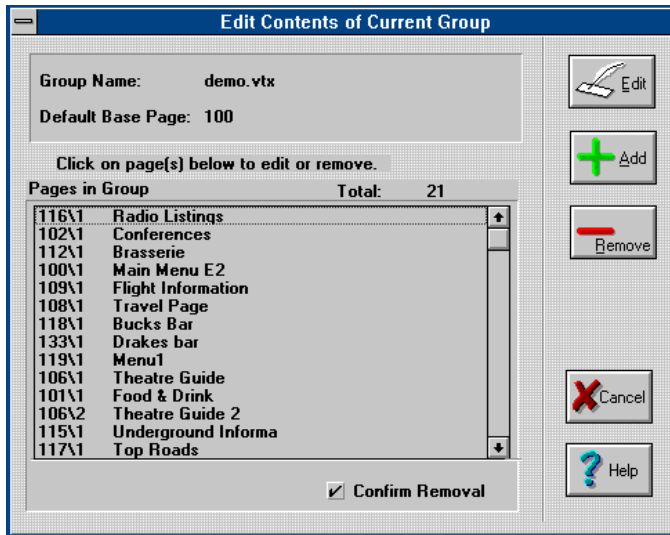 Edit Contents of Current Group
Group Name: demo.vtx
Default Base Page: 100
Click on page(s) below to edit or remove.
Pages in Group Total: 21
116\1 Radio Listings
102\1 Conferences
112\1 Brasserie
100\1 Main Menu E2
109\1 Flight Information
108\1 Travel Page
118\1 Bucks Bar
133\1 Drakes bar
119\1 Menu1
106\1 Theatre Guide
101\1 Food & Drink
106\2 Theatre Guide 2
115\1 Underground Informa
117\1 Top Roads
Confirm Removal
Edit
Add
Remove
Cancel
Help